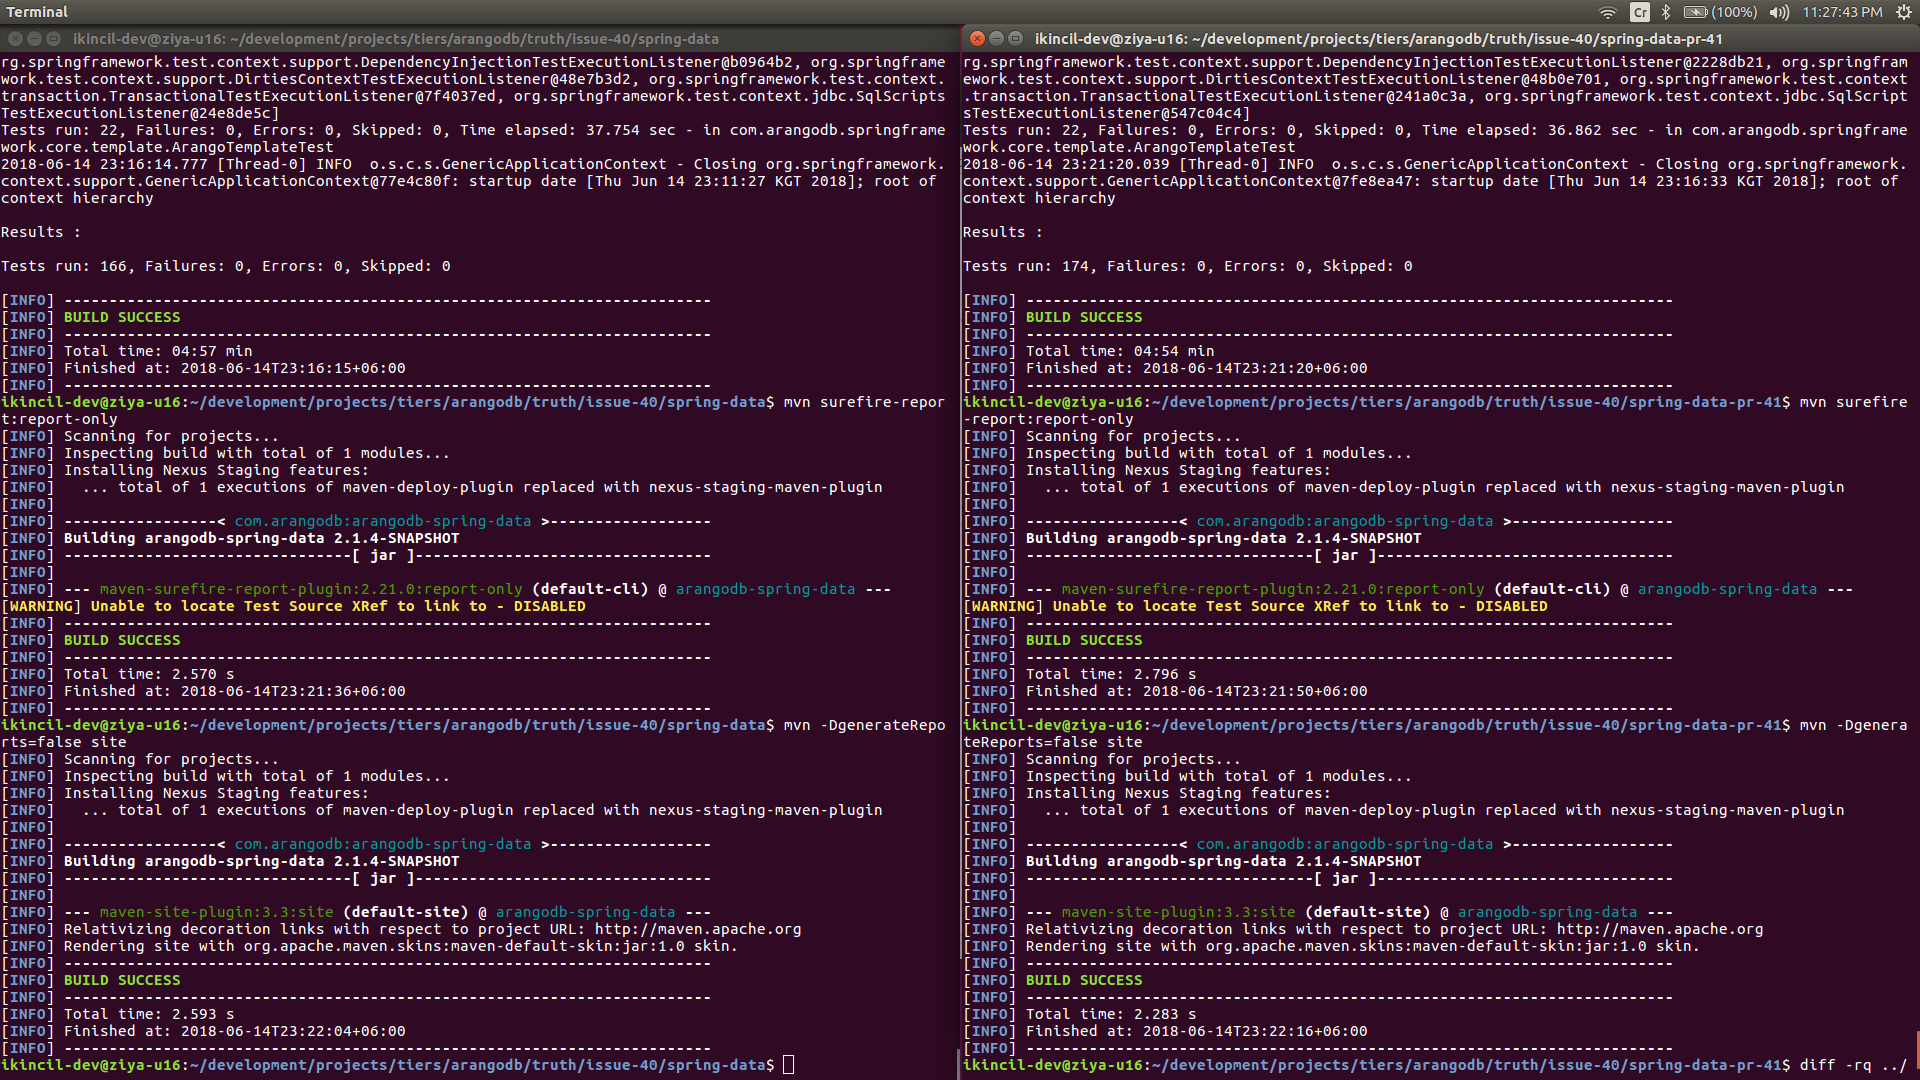 Terminal
Cr
(100%)
11:27:43 PM
ikincil-dev@ziya-u16: ~/development/projects/tiers/arangodb/truth/issue-40/spring-data
rg.springframework.test.context.support.DependencyInjectionTestExecutionListener@b0964b2, org.springframe
work.test.context.support.DirtiesContextTestExecutionListener@48e7b3d2, org.springframework.test.context.
transaction.TransactionalTestExecutionListener@7f4037ed, org.springframework.test.context.jdbc.SqlScripts
TestExecutionListener@24e8de5c]
Tests run: 22, Failures: 0, Errors: 0, Skipped: 0, Time elapsed: 37.754 sec - in com.arangodb.springframe
work.core.template.ArangoTemplateTest
2018-06-14 23:16:14.777 [Thread-0] INFO  o.s.c.s.GenericApplicationContext - Closing org.springframework.
context.support.GenericApplicationContext@77e4c80f: startup date [Thu Jun 14 23:11:27 KGT 2018]; root of
context hierarchy
Results :
Tests run: 166, Failures: 0, Errors: 0, Skipped: 0
[INFO] ------------------------------------------------------------------------
[INFO] BUILD SUCCESS
[INFO] ------------------------------------------------------------------------
[INFO] Total time: 04:57 min
[INFO] Finished at: 2018-06-14T23:16:15+06:00
[INFO] ------------------------------------------------------------------------
ikincil-dev@ziya-u16:~/development/projects/tiers/arangodb/truth/issue-40/spring-data$ mvn surefire-repor
t:report-only
[INFO] Scanning for projects...
[INFO] Inspecting build with total of 1 modules...
[INFO] Installing Nexus Staging features:
[INFO]   ... total of 1 executions of maven-deploy-plugin replaced with nexus-staging-maven-plugin
[INFO]
[INFO] -----------------< com.arangodb:arangodb-spring-data >------------------
[INFO] Building arangodb-spring-data 2.1.4-SNAPSHOT
[INFO] --------------------------------[ jar ]---------------------------------
[INFO]
[INFO] --- maven-surefire-report-plugin:2.21.0:report-only (default-cli) @ arangodb-spring-data ---
[WARNING] Unable to locate Test Source XRef to link to - DISABLED
[INFO] ------------------------------------------------------------------------
[INFO] BUILD SUCCESS
[INFO] ------------------------------------------------------------------------
[INFO] Total time: 2.570 s
[INFO] Finished at: 2018-06-14T23:21:36+06:00
[INFO] ------------------------------------------------------------------------
ikincil-dev@ziya-u16:~/development/projects/tiers/arangodb/truth/issue-40/spring-data$ mvn -DgenerateRepo
rts=false site
[INFO] Scanning for projects...
[INFO] Inspecting build with total of 1 modules...
[INFO] Installing Nexus Staging features:
[INFO]   ... total of 1 executions of maven-deploy-plugin replaced with nexus-staging-maven-plugin
[INFO]
[INFO] -----------------< com.arangodb:arangodb-spring-data >------------------
[INFO] Building arangodb-spring-data 2.1.4-SNAPSHOT
[INFO] --------------------------------[ jar ]---------------------------------
[INFO]
[INFO] --- maven-site-plugin:3.3:site (default-site) @ arangodb-spring-data ---
[INFO] Relativizing decoration links with respect to project URL: http://maven.apache.org
[INFO] Rendering site with org.apache.maven.skins:maven-default-skin:jar:1.0 skin.
[INFO] ------------------------------------------------------------------------
[INFO] BUILD SUCCESS
[INFO] ------------------------------------------------------------------------
[INFO] Total time: 2.593 s
[INFO] Finished at: 2018-06-14T23:22:04+06:00
[INFO] ------------------------------------------------------------------------
ikincil-dev@ziya-u16:~/development/projects/tiers/arangodb/truth/issue-40/spring-data$
ikincil-dev@ziya-u16: ~/development/projects/tiers/arangodb/truth/issue-40/spring-data-pr-41
rg.springframework.test.context.support.DependencyInjectionTestExecutionListener@2228db21, org.springfram
ework.test.context.support.DirtiesContextTestExecutionListener@48b0e701, org.springframework.test.context
.transaction.TransactionalTestExecutionListener@241a0c3a, org.springframework.test.context.jdbc.SqlScript
sTestExecutionListener@547c04c4]
Tests run: 22, Failures: 0, Errors: 0, Skipped: 0, Time elapsed: 36.862 sec - in com.arangodb.springframe
work.core.template.ArangoTemplateTest
2018-06-14 23:21:20.039 [Thread-0] INFO  o.s.c.s.GenericApplicationContext - Closing org.springframework.
context.support.GenericApplicationContext@7fe8ea47: startup date [Thu Jun 14 23:16:33 KGT 2018]; root of
context hierarchy
Results :
Tests run: 174, Failures: 0, Errors: 0, Skipped: 0
[INFO] ------------------------------------------------------------------------
[INFO] BUILD SUCCESS
[INFO] ------------------------------------------------------------------------
[INFO] Total time: 04:54 min
[INFO] Finished at: 2018-06-14T23:21:20+06:00
[INFO] ------------------------------------------------------------------------
ikincil-dev@ziya-u16:~/development/projects/tiers/arangodb/truth/issue-40/spring-data-pr-41$ mvn surefire
-report:report-only
[INFO] Scanning for projects...
[INFO] Inspecting build with total of 1 modules...
[INFO] Installing Nexus Staging features:
[INFO]   ... total of 1 executions of maven-deploy-plugin replaced with nexus-staging-maven-plugin
[INFO]
[INFO] -----------------< com.arangodb:arangodb-spring-data >------------------
[INFO] Building arangodb-spring-data 2.1.4-SNAPSHOT
[INFO] --------------------------------[ jar ]---------------------------------
[INFO]
[INFO] --- maven-surefire-report-plugin:2.21.0:report-only (default-cli) @ arangodb-spring-data ---
[WARNING] Unable to locate Test Source XRef to link to - DISABLED
[INFO] ------------------------------------------------------------------------
[INFO] BUILD SUCCESS
[INFO] ------------------------------------------------------------------------
[INFO] Total time: 2.796 s
[INFO] Finished at: 2018-06-14T23:21:50+06:00
[INFO] ------------------------------------------------------------------------
ikincil-dev@ziya-u16:~/development/projects/tiers/arangodb/truth/issue-40/spring-data-pr-41$ mvn -Dgenera
teReports=false site
[INFO] Scanning for projects...
[INFO] Inspecting build with total of 1 modules...
[INFO] Installing Nexus Staging features:
[INFO]   ... total of 1 executions of maven-deploy-plugin replaced with nexus-staging-maven-plugin
[INFO]
[INFO] -----------------< com.arangodb:arangodb-spring-data >------------------
[INFO] Building arangodb-spring-data 2.1.4-SNAPSHOT
[INFO] --------------------------------[ jar ]---------------------------------
[INFO]
[INFO] --- maven-site-plugin:3.3:site (default-site) @ arangodb-spring-data ---
[INFO] Relativizing decoration links with respect to project URL: http://maven.apache.org
[INFO] Rendering site with org.apache.maven.skins:maven-default-skin:jar:1.0 skin.
[INFO] ------------------------------------------------------------------------
[INFO] BUILD SUCCESS
[INFO] ------------------------------------------------------------------------
[INFO] Total time: 2.283 s
[INFO] Finished at: 2018-06-14T23:22:16+06:00
[INFO] ------------------------------------------------------------------------
ikincil-dev@ziya-u16:~/development/projects/tiers/arangodb/truth/issue-40/spring-data-pr-41$ diff -rq ../